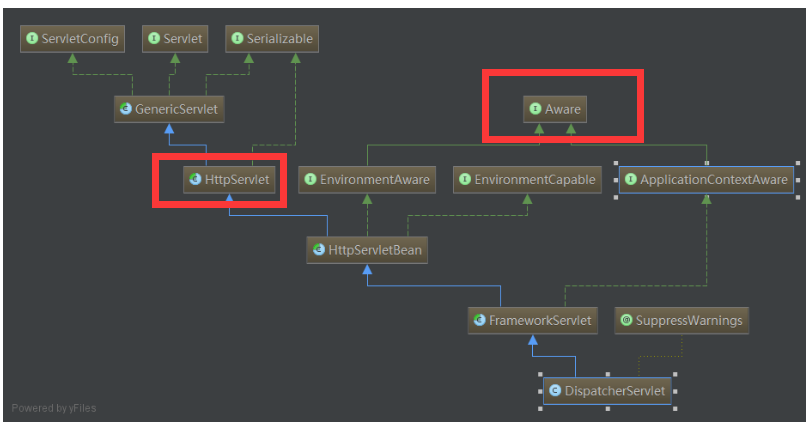 ServletConfig
Servlet
Serializable
GenericServlet
Aware
HttpServlet
EnvironmentAware
EnvironmentCapable
ApplicationContextAware
HttpServletBean
FrameworkServlet
SuppressWarnings
DispatcherServlet
Powered by yFiles